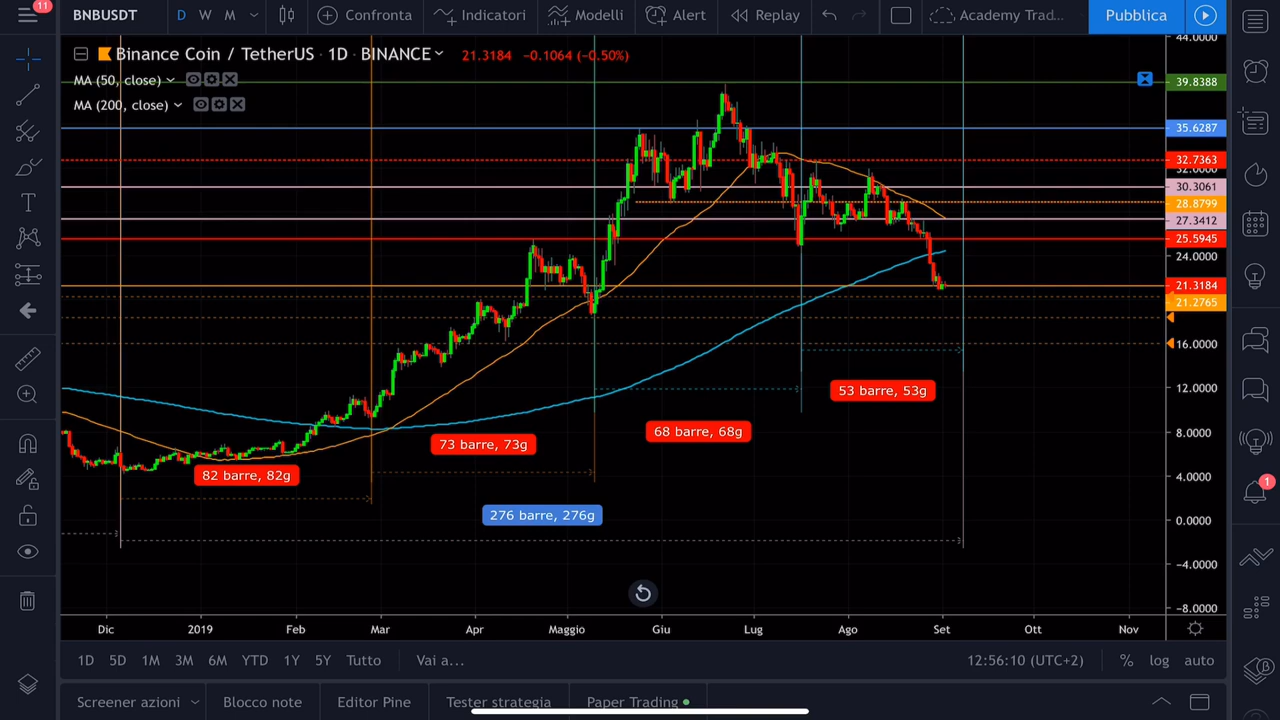 11
BNBUSDT
D W M
Confronta
Indicatori
Modelli
Alert
Replay
Academy Trad...
Pubblica
Binance Coin / TetherUS · 1D · BINANCE
21.3184 −0.1064 (−0.50%)
MA (50, close)
MA (200, close)
44.0000
39.8388
35.6287
32.7363
32.0000
30.3061
28.8799
27.3412
25.5945
24.0000
21.3184
21.2765
16.0000
12.0000
8.0000
4.0000
0.0000
−4.0000
−8.0000
53 barre, 53g
68 barre, 68g
73 barre, 73g
82 barre, 82g
276 barre, 276g
1
Dic 2019 Feb Mar Apr Maggio Giu Lug Ago Set Ott Nov
1D 5D 1M 3M 6M YTD 1Y 5Y Tutto Vai a...
12:56:10 (UTC+2) % log auto
Screener azioni
Blocco note
Editor Pine
Tester strategia
Paper Trading